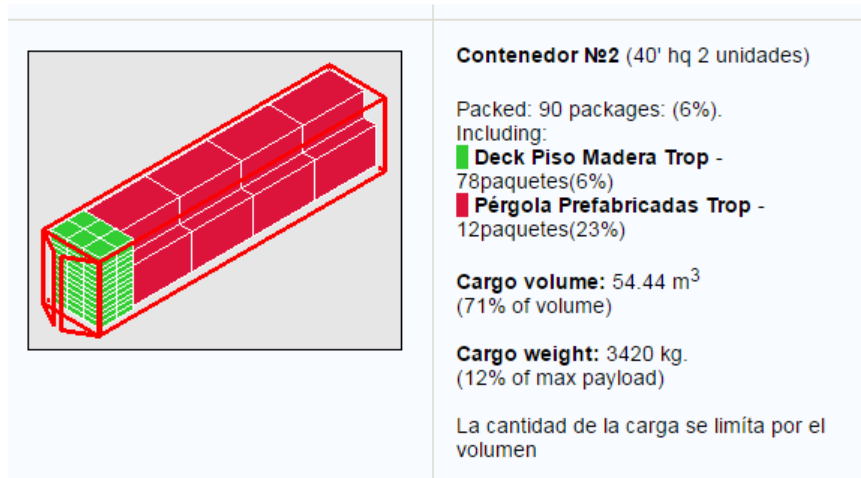 Contenedor №2 (40' hq 2 unidades)
Packed: 90 packages: (6%).
Including:
Deck Piso Madera Trop -
78paquetes(6%)
Pérgola Prefabricadas Trop -
12paquetes(23%)
Cargo volume: 54.44 m³
(71% of volume)
Cargo weight: 3420 kg.
(12% of max payload)
La cantidad de la carga se limíta por el
volumen